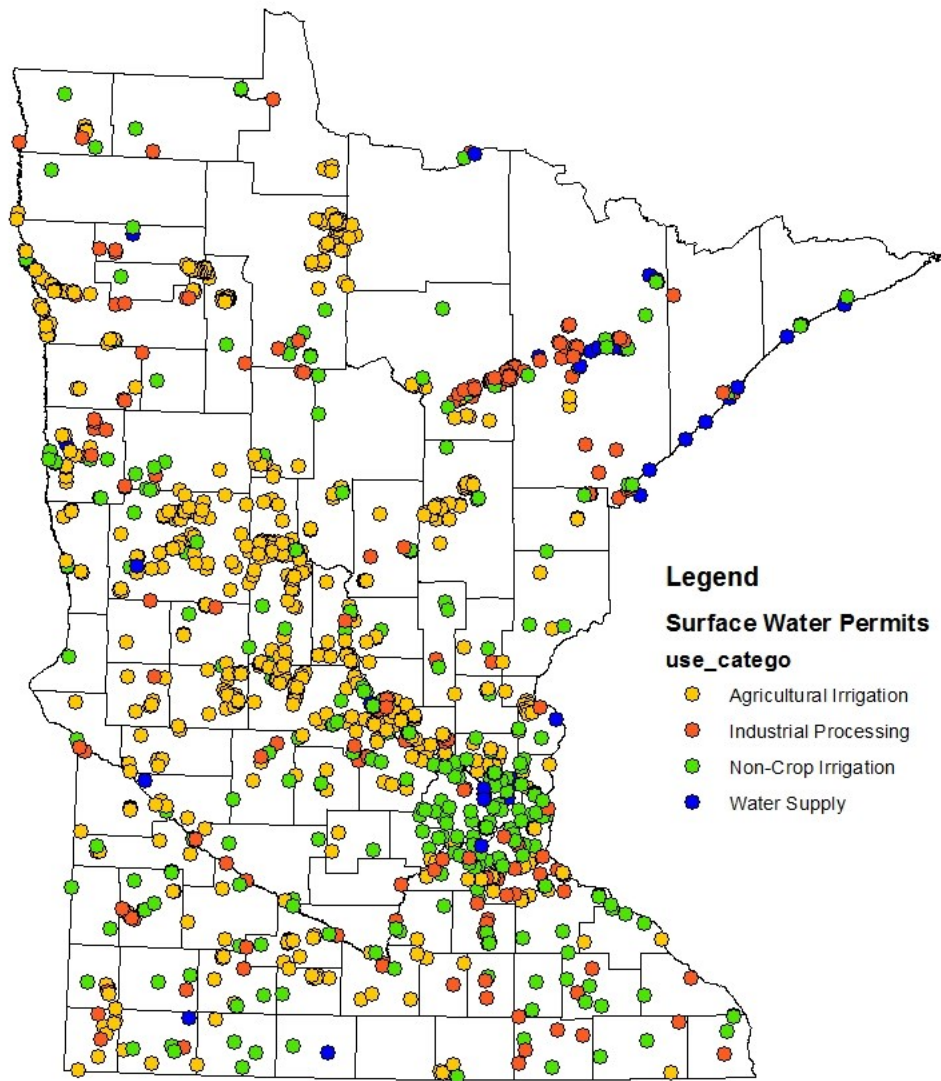 Legend
Surface Water Permits
use_catego
Agricultural Irrigation
Industrial Processing
Non-Crop Irrigation
Water Supply